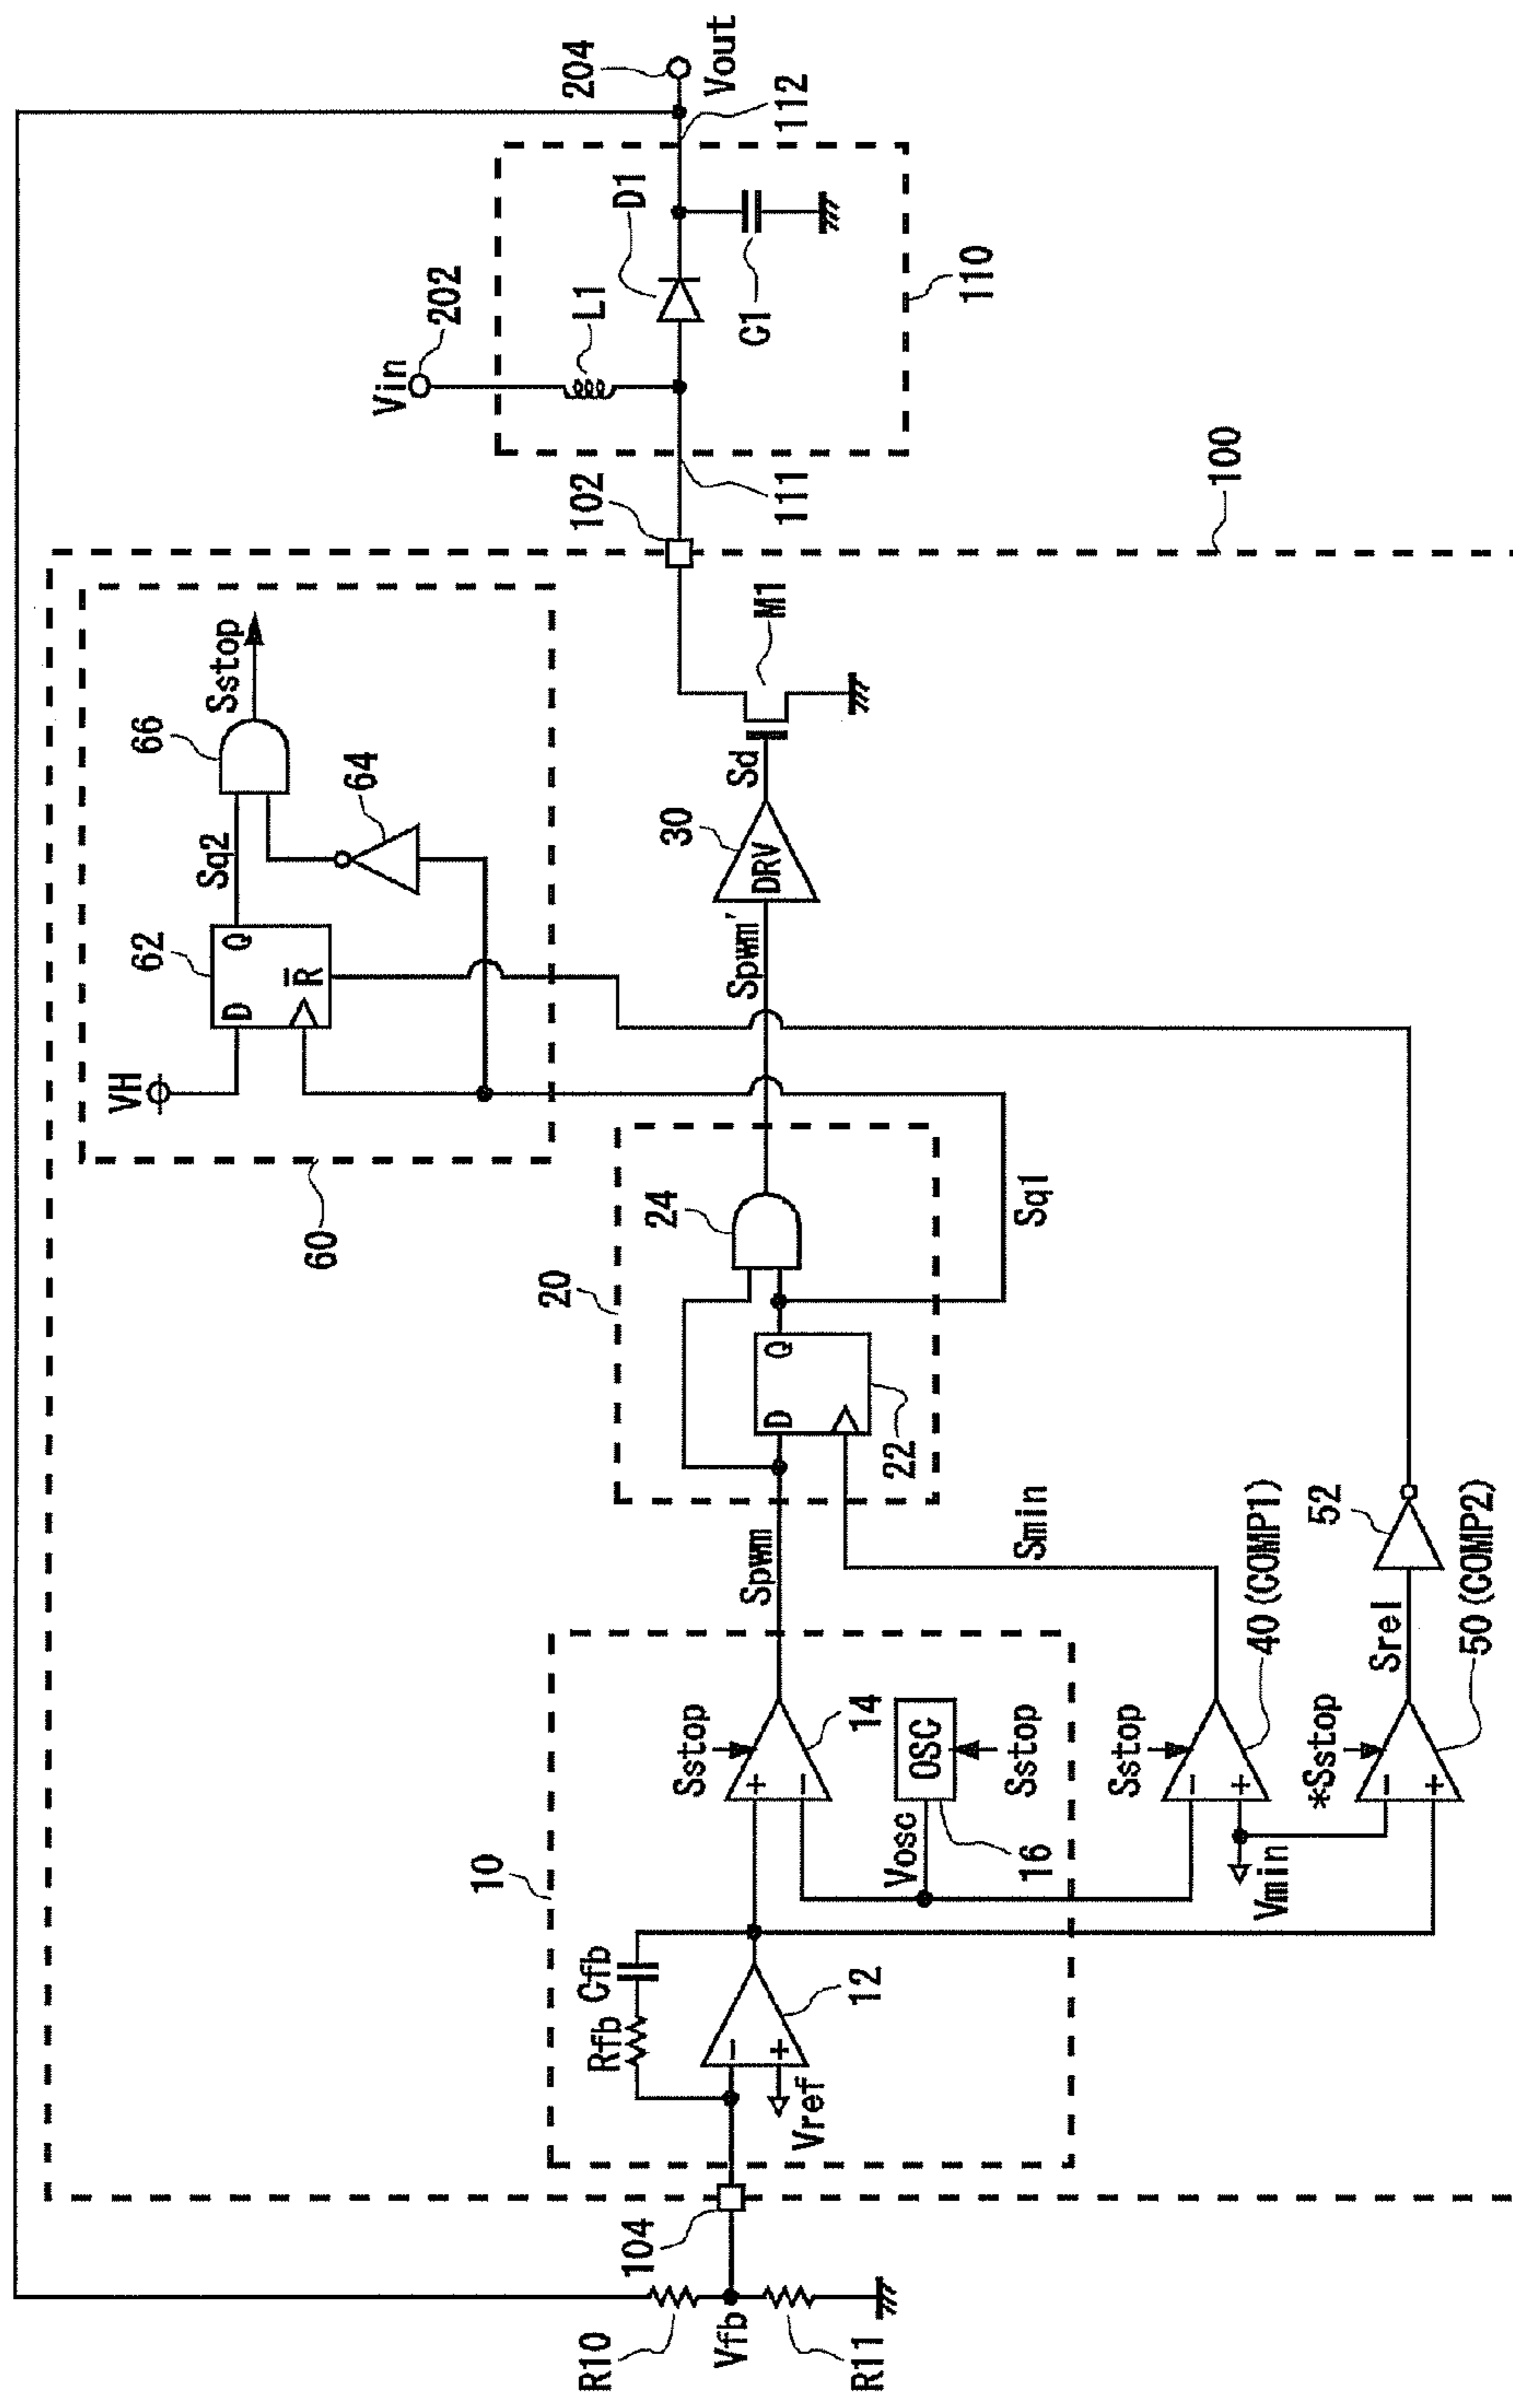 204
Vout
112
D1
202
Vin
L1
C1
110
102
111
100
Sstop
66
Sq2
64
M1
62
D
Q
R̅
VH
60
Sd
30
DRV
Spwm'
20
24
D
Q
22
Sq1
Spwm
Smin
52
Srel
40(COMP1)
50(COMP2)
10
Sstop
+
−
14
OSC
Sstop
Vosc
16
Sstop
−
+
*Sstop
−
+
Vmin
Rfb
Cfb
−
+
12
Vref
104
R10
Vfb
R11